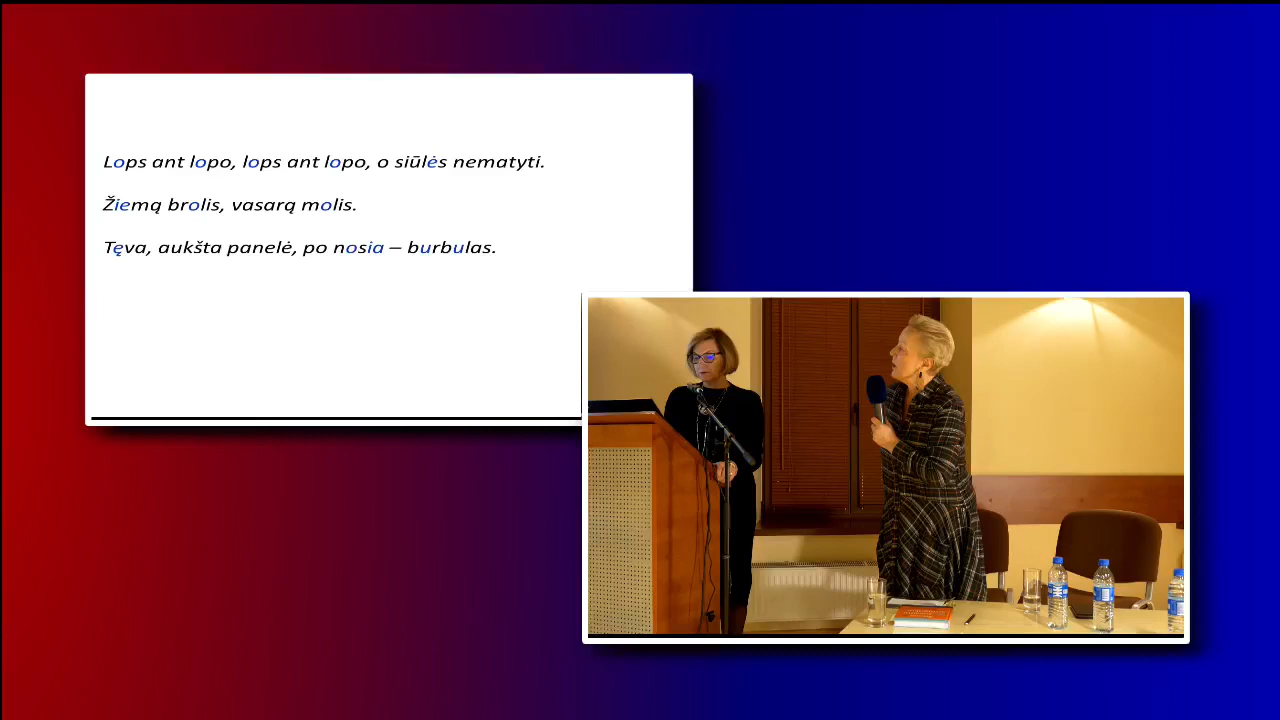 Lops ant lopo, lops ant lopo, o siūlės nematyti.
Žiemą brolis, vasarą molis.
Tęva, aukšta panelė, po nosia – burbulas.